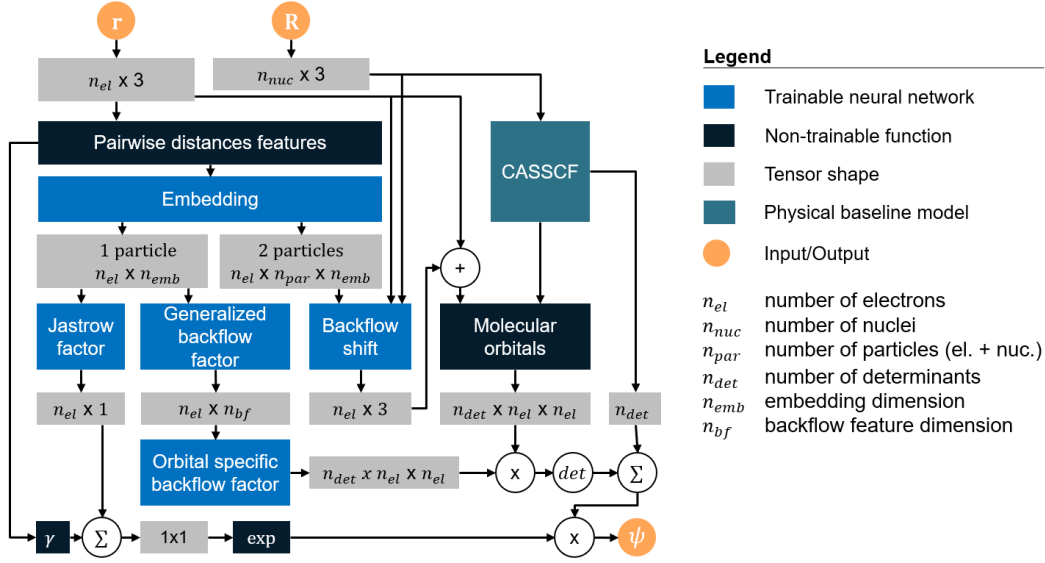 r
R
n_el x 3
n_nuc x 3
Pairwise distances features
Embedding
1 particle
n_el x n_emb
2 particles
n_el x n_par x n_emb
CASSCF
+
Jastrow
factor
Generalized
backflow
factor
Backflow
shift
Molecular
orbitals
n_el x 1
n_el x n_bf
n_el x 3
n_det x n_el x n_el
n_det
Orbital specific
backflow factor
n_det x n_el x n_el
x
det
Σ
γ
Σ
1x1
exp
x
ψ
Legend
Trainable neural network
Non-trainable function
Tensor shape
Physical baseline model
Input/Output
n_el number of electrons
n_nuc number of nuclei
n_par number of particles (el. + nuc.)
n_det number of determinants
n_emb embedding dimension
n_bf backflow feature dimension